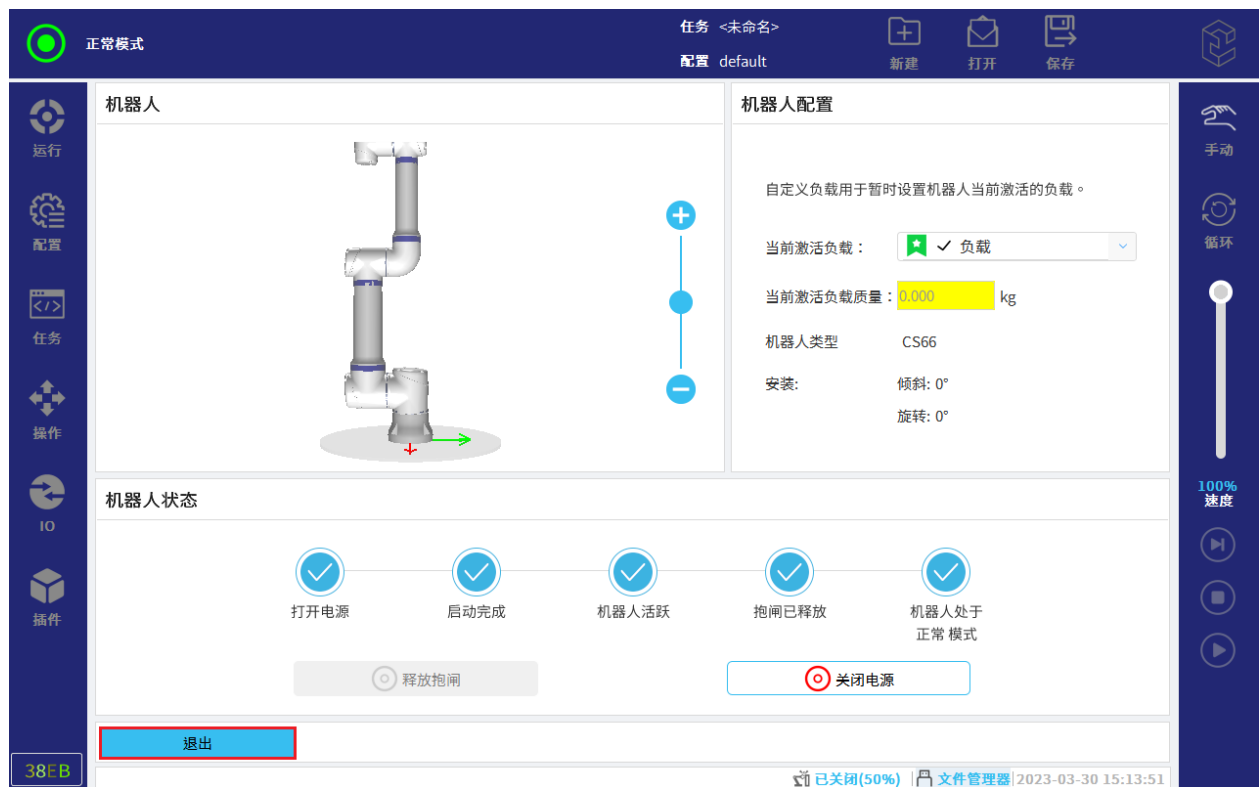 正常模式
任务 <未命名>
配置 default
新建
打开
保存
运行
配置
任务
操作
IO
插件
38EB
机器人
机器人配置
自定义负载用于暂时设置机器人当前激活的负载。
当前激活负载： 负载
当前激活负载质量： 0.000 kg
机器人类型 CS66
安装: 倾斜: 0°
旋转: 0°
机器人状态
打开电源
启动完成
机器人活跃
抱闸已释放
机器人处于
正常 模式
释放抱闸
关闭电源
退出
已关闭(50%)
文件管理器
2023-03-30 15:13:51
手动
循环
100%
速度